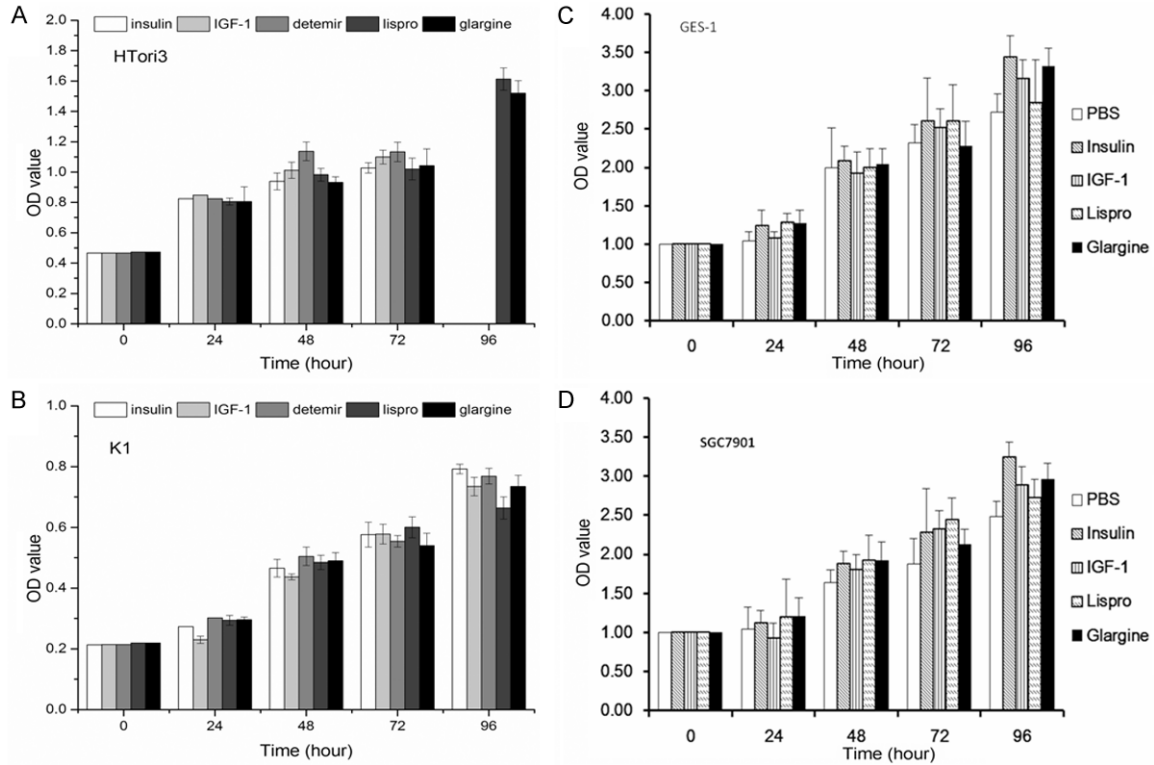 A
insulin IGF-1 detemir lispro glargine
HTori3
2.0
1.8
1.6
1.4
1.2
1.0
0.8
0.6
0.4
0.2
0.0
OD value
0 24 48 72 96
Time (hour)
B
insulin IGF-1 detemir lispro glargine
K1
1.0
0.8
0.6
0.4
0.2
0.0
OD value
0 24 48 72 96
Time (hour)
C
GES-1
4.00
3.50
3.00
2.50
2.00
1.50
1.00
0.50
0.00
OD value
0 24 48 72 96
Time (hour)
PBS
Insulin
IGF-1
Lispro
Glargine
D
SGC7901
4.00
3.50
3.00
2.50
2.00
1.50
1.00
0.50
0.00
OD value
0 24 48 72 96
Time (hour)
PBS
Insulin
IGF-1
Lispro
Glargine